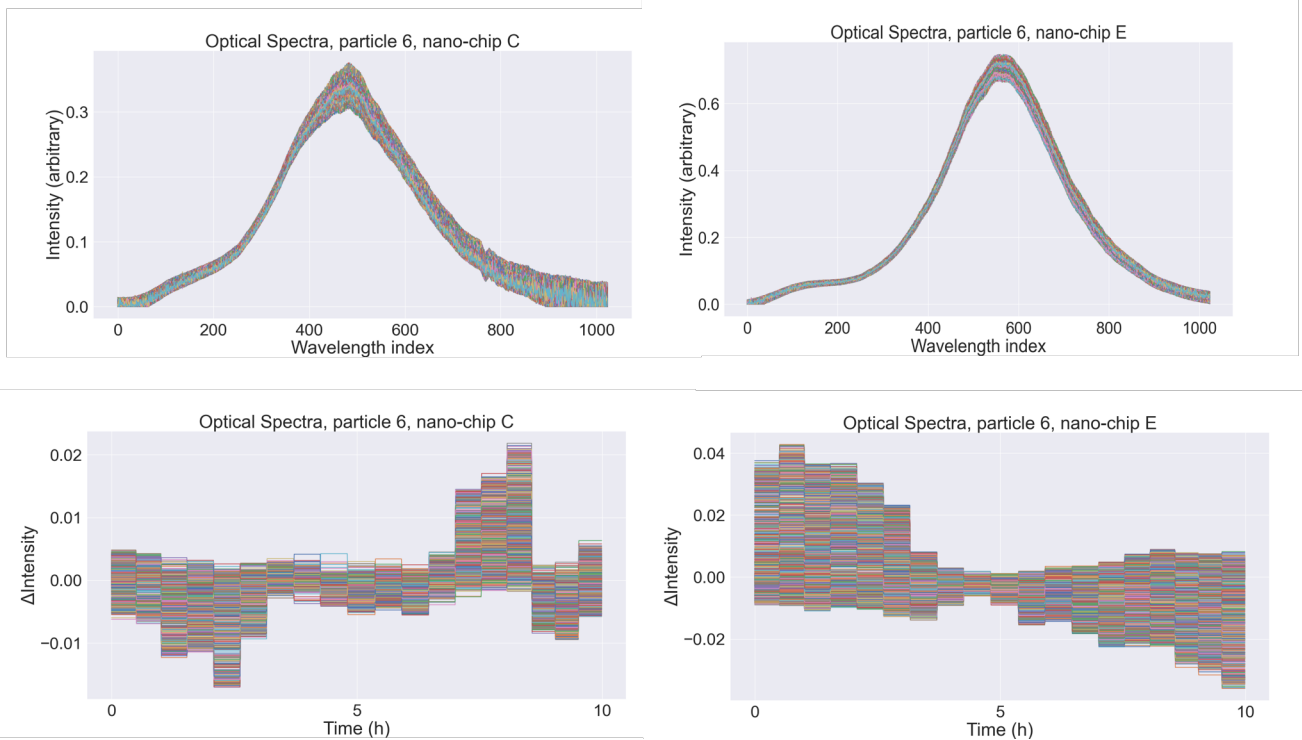 Optical Spectra, particle 6, nano-chip C
Intensity (arbitrary)
0.3
0.2
0.1
0.0
0 200 400 600 800 1000
Wavelength index
Optical Spectra, particle 6, nano-chip E
Intensity (arbitrary)
0.6
0.4
0.2
0.0
0 200 400 600 800 1000
Wavelength index
Optical Spectra, particle 6, nano-chip C
ΔIntensity
0.02
0.01
0.00
−0.01
0 5 10
Time (h)
Optical Spectra, particle 6, nano-chip E
ΔIntensity
0.04
0.02
0.00
−0.02
0 5 10
Time (h)